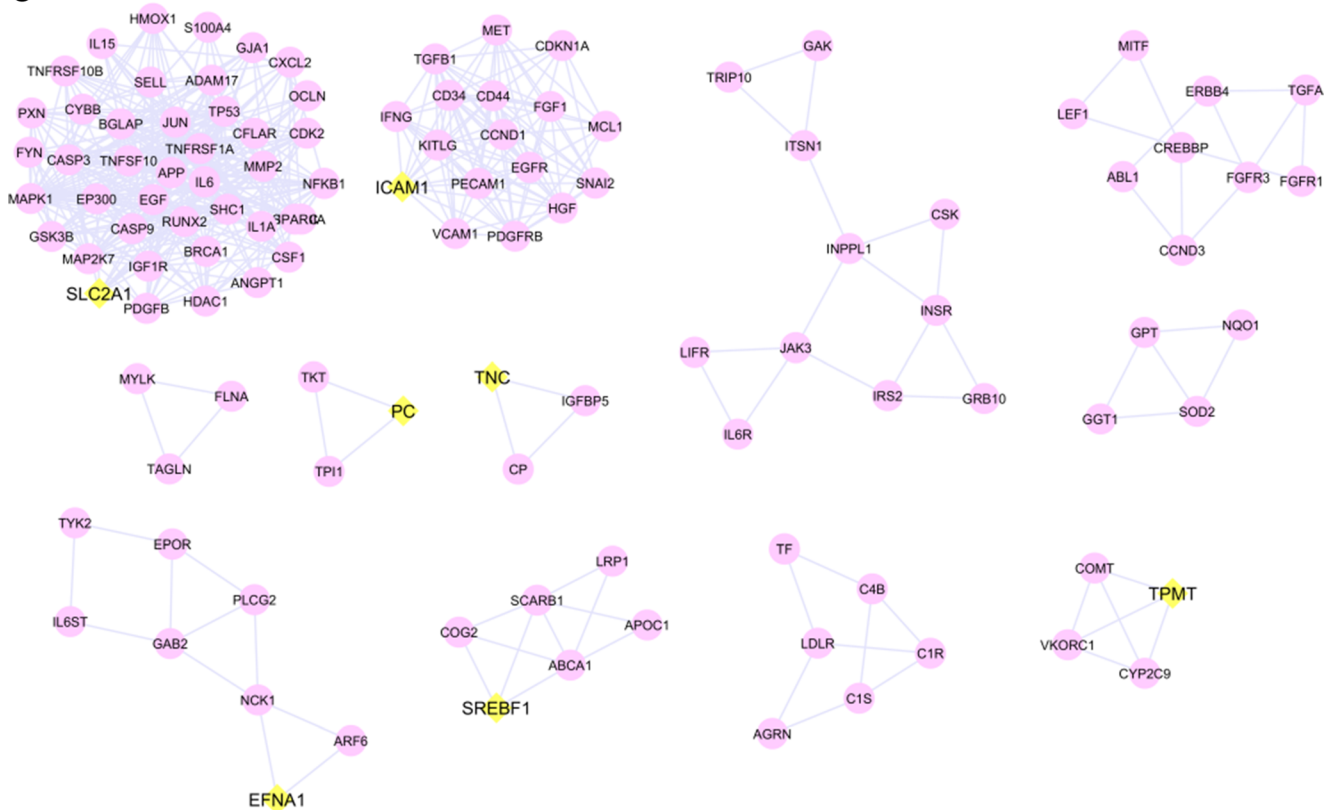 HMOX1
S100A4
IL15
GJA1
CXCL2
TNFRSF10B
SELL
ADAM17
OCLN
PXN
CYBB
BGLAP
JUN
TP53
CFLAR
CDK2
FYN
CASP3
TNFSF10
TNFRSF1A
MMP2
APP
IL6
NFKB1
MAPK1
EP300
EGF
SHC1
RUNX2
IL1A
GSK3B
CASP9
MAP2K7
IGF1R
BRCA1
CSF1
SLC2A1
PDGFB
HDAC1
ANGPT1
MET
CDKN1A
TGFB1
CD34
CD44
FGF1
IFNG
MCL1
KITLG
CCND1
EGFR
ICAM1
PECAM1
SNAI2
HGF
VCAM1
PDGFRB
GAK
TRIP10
ITSN1
CSK
INPPL1
INSR
LIFR
JAK3
IRS2
GRB10
IL6R
MITF
ERBB4
TGFA
LEF1
CREBBP
ABL1
FGFR3
FGFR1
CCND3
GPT
NQO1
GGT1
SOD2
MYLK
FLNA
TAGLN
TKT
PC
TPI1
TNC
IGFBP5
CP
TYK2
EPOR
PLCG2
IL6ST
GAB2
NCK1
ARF6
EFNA1
LRP1
SCARB1
COG2
APOC1
ABCA1
SREBF1
TF
C4B
LDLR
C1R
C1S
AGRN
COMT
TPMT
VKORC1
CYP2C9